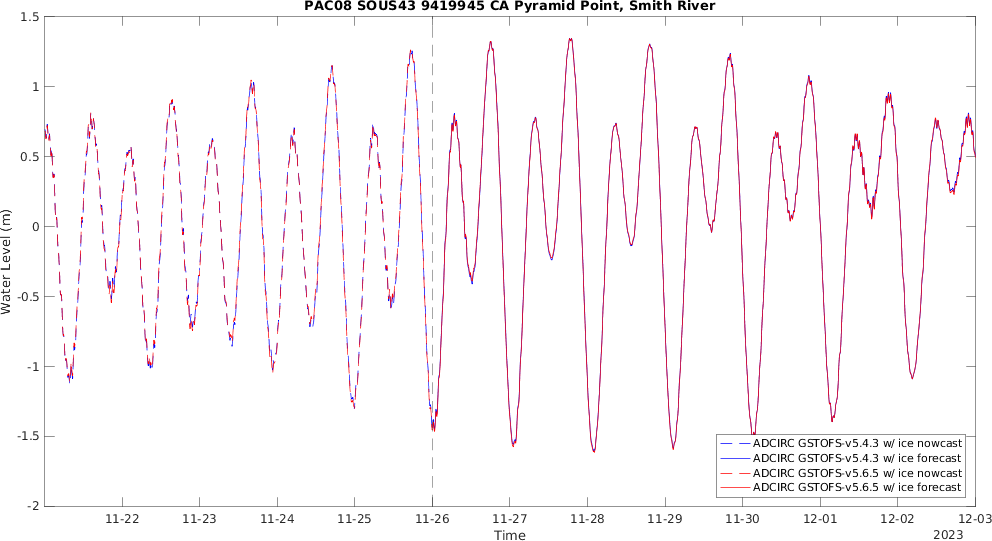 PAC08 SOUS43 9419945 CA Pyramid Point, Smith River
1.5
1
0.5
0
-0.5
-1
-1.5
-2
Water Level (m)
ADCIRC GSTOFS-v5.4.3 w/ ice nowcast
ADCIRC GSTOFS-v5.4.3 w/ ice forecast
ADCIRC GSTOFS-v5.6.5 w/ ice nowcast
ADCIRC GSTOFS-v5.6.5 w/ ice forecast
11-22 11-23 11-24 11-25 11-26 11-27 11-28 11-29 11-30 12-01 12-02 12-03
Time
2023